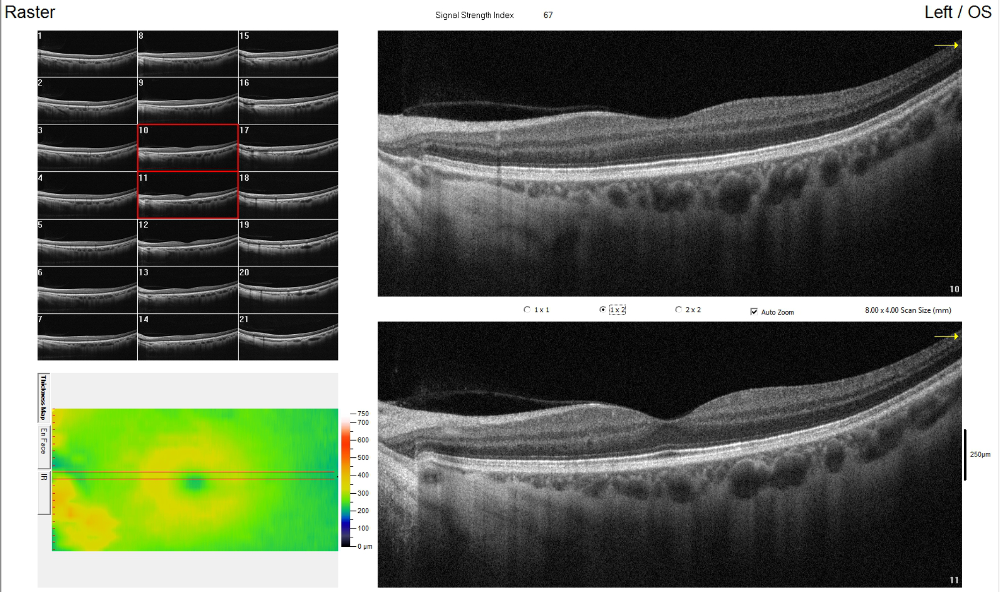 Raster
Signal Strength Index 67
Left / OS
1 8 15
2 9 16
3 10 17
4 11 18
5 12 19
6 13 20
7 14 21
10
1 x 1 1 x 2 2 x 2 Auto Zoom 8.00 x 4.00 Scan Size (mm)
Thickness Map
En Face
IR
750
700
600
500
400
300
200
100
0 µm
250µm
11